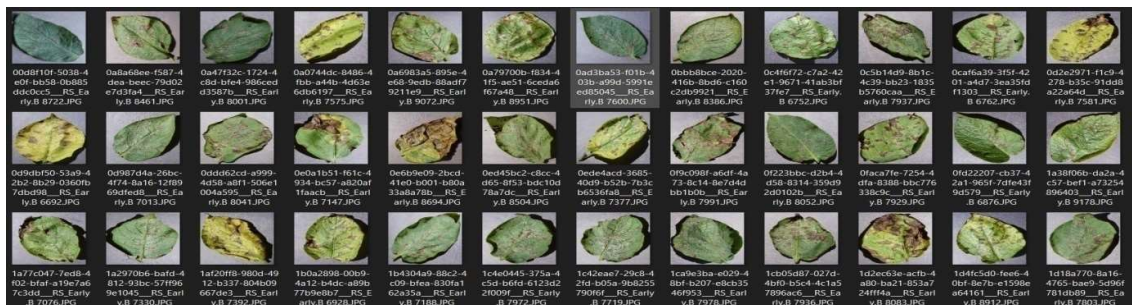 00d8f10f-5038-4
e0f-bb58-0b885
ddc0cc5___RS_Ea
rly.B 8722.JPG
0a8a68ee-f587-4
dea-beec-79d02
e7d3fa4___RS_Ea
rly.B 8461.JPG
0a47f32c-1724-4
c8d-bfe4-986ced
d3587b___RS_Earl
y.B 8001.JPG
0a0744dc-8486-4
fbb-a44b-4d63e
6db6197___RS_Ea
rly.B 7575.JPG
0a6983a5-895e-4
e68-9edb-88adf7
9211e9___RS_Ear
ly.B 9072.JPG
0a79700b-f834-4
1f5-ae51-6ceda6
f67a48___RS_Earl
y.B 8951.JPG
0ad3ba53-f01b-4
03b-a99d-5991e
ed85045___RS_Ea
rly.B 7600.JPG
0bbb8bce-2020-
416b-8bd6-c160
c2db9921___RS_E
arly.B 8386.JPG
0c4f6f72-c7a2-42
e1-9671-41ab3bf
37fe7___RS_Early.
B 6752.JPG
0c5b14d9-8b1c-
4c39-bb23-1835
b5760caa___RS_E
arly.B 7937.JPG
0caf6a39-3f5f-42
01-a4d7-3ea35fd
f1303___RS_Early.
B 6762.JPG
0d2e2971-f1c9-4
278-b35c-91dd8
a22a64d___RS_Ea
rly.B 7581.JPG
0d9dbf50-53a9-4
2b2-8b29-0360fb
7dbd98___RS_Ear
ly.B 6692.JPG
0d987d4a-26bc-
4f74-8a16-12f89
69dfed8___RS_Ea
rly.B 7013.JPG
0ddd62cd-a999-
4d58-a8f1-506e1
004a595___RS_Ea
rly.B 8041.JPG
0e0a1b51-f61c-4
934-bc57-a820af
1faacb___RS_Earl
y.B 7147.JPG
0e6b9e09-2bcd-
41e0-b001-b80a
33a8a78b___RS_E
arly.B 8694.JPG
0ed45bc2-c8cc-4
d65-8f53-bdc10d
78a7dc___RS_Earl
y.B 8504.JPG
0ede4acd-3685-
40d9-b52b-7b3c
b6536fa8___RS_E
arly.B 7377.JPG
0f9c098f-a6df-4a
73-8c14-8e7d4d
bb1b0b___RS_Ear
ly.B 7991.JPG
0f223bbc-d2b4-4
d58-8314-359d9
2d0102b___RS_Ea
rly.B 8052.JPG
0faca7fe-7254-4
dfa-8388-bbc776
338c9c___RS_Earl
y.B 7929.JPG
0fd22207-cb37-4
2a1-965f-7dfe43f
9d579___RS_Early.
B 6876.JPG
1a38f06b-da2a-4
c57-bef1-a73254
896403___RS_Earl
y.B 9178.JPG
1a77c047-7ed8-4
f02-bfaf-a19e7a6
7c3dd___RS_Early.
B 7076.JPG
1a2970b6-bafd-4
812-93bc-57ff96
9e1045___RS_Earl
y.B 7330.JPG
1af20ff8-980d-49
12-b337-804b09
667de3___RS_Earl
y.B 7392.JPG
1b0a2898-00b9-
4a12-b4dc-a89b
77b9e8b7___RS_E
arly.B 6928.JPG
1b4304a9-88c2-4
c09-bfea-830fa1
62a35a___RS_Earl
y.B 7188.JPG
1c4e0445-375a-4
c5d-b6fd-6123d2
2f009f___RS_Early.
B 7972.JPG
1c42eae7-29c8-4
2fd-b05a-9b8255
790f6f___RS_Early.
B 7719.JPG
1ca9e3ba-e029-4
8bf-b207-e8cb35
46f953___RS_Earl
y.B 7978.JPG
1cb05d87-027d-
4bf0-b5c4-4c1a5
7896ac6___RS_Ea
rly.B 7936.JPG
1d2ec63e-acfb-4
a80-ba21-853a7
24fff4a___RS_Earl
y.B 8083.JPG
1d4fc5d0-fee6-4
0bf-8e7b-e1598e
a64161___RS_Early
.B 8912.JPG
1d18a770-8a16-
4765-bae9-5d96f
781db89___RS_Ea
rly.B 7803.JPG